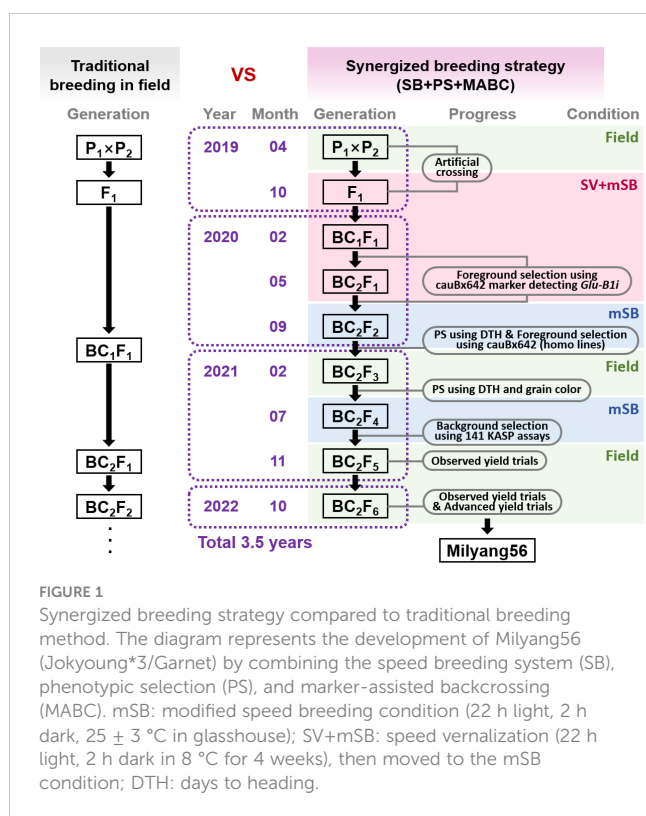 Traditional
breeding in field
VS
Synergized breeding strategy
(SB+PS+MABC)
Generation
Year Month Generation Progress Condition
P₁×P₂
2019 04 P₁×P₂ Field
Artificial
crossing
F₁
10 F₁ SV+mSB
2020 02 BC₁F₁
05 BC₂F₁
Foreground selection using
cauBx642 marker detecting Glu-B1i
09 BC₂F₂ mSB
PS using DTH & Foreground selection
using cauBx642 (homo lines)
BC₁F₁
2021 02 BC₂F₃ Field
PS using DTH and grain color
07 BC₂F₄ mSB
Background selection
using 141 KASP assays
BC₂F₁
11 BC₂F₅ Observed yield trials Field
BC₂F₂
2022 10 BC₂F₆
Observed yield trials
& Advanced yield trials
Total 3.5 years
Milyang56
FIGURE 1
Synergized breeding strategy compared to traditional breeding
method. The diagram represents the development of Milyang56
(Jokyoung*3/Garnet) by combining the speed breeding system (SB),
phenotypic selection (PS), and marker-assisted backcrossing
(MABC). mSB: modified speed breeding condition (22 h light, 2 h
dark, 25 ± 3 °C in glasshouse); SV+mSB: speed vernalization (22 h
light, 2 h dark in 8 °C for 4 weeks), then moved to the mSB
condition; DTH: days to heading.